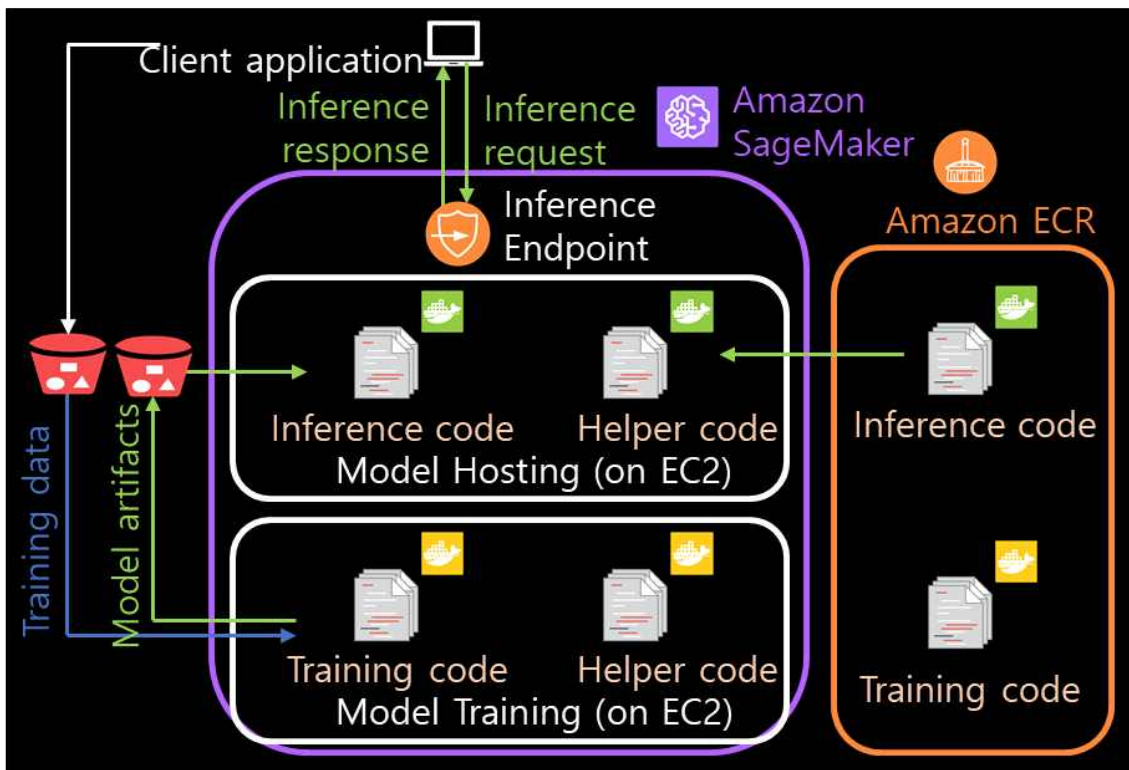 Client application
Inference
response
Inference
request
Amazon
SageMaker
Amazon ECR
Inference
Endpoint
Inference code
Helper code
Model Hosting (on EC2)
Inference code
Training data
Model artifacts
Training code
Helper code
Model Training (on EC2)
Training code